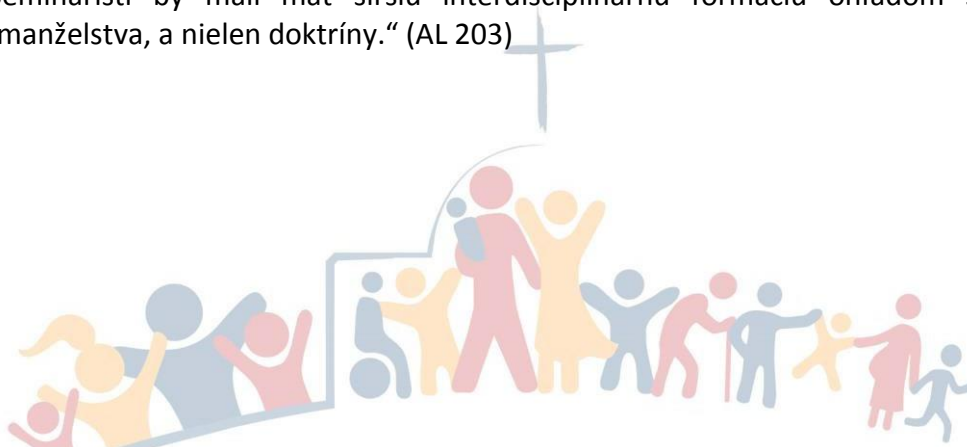 seminaristi by mali mať širšiu interdisciplinárnu formáciu ohľadom
manželstva, a nielen doktríny.“ (AL 203)